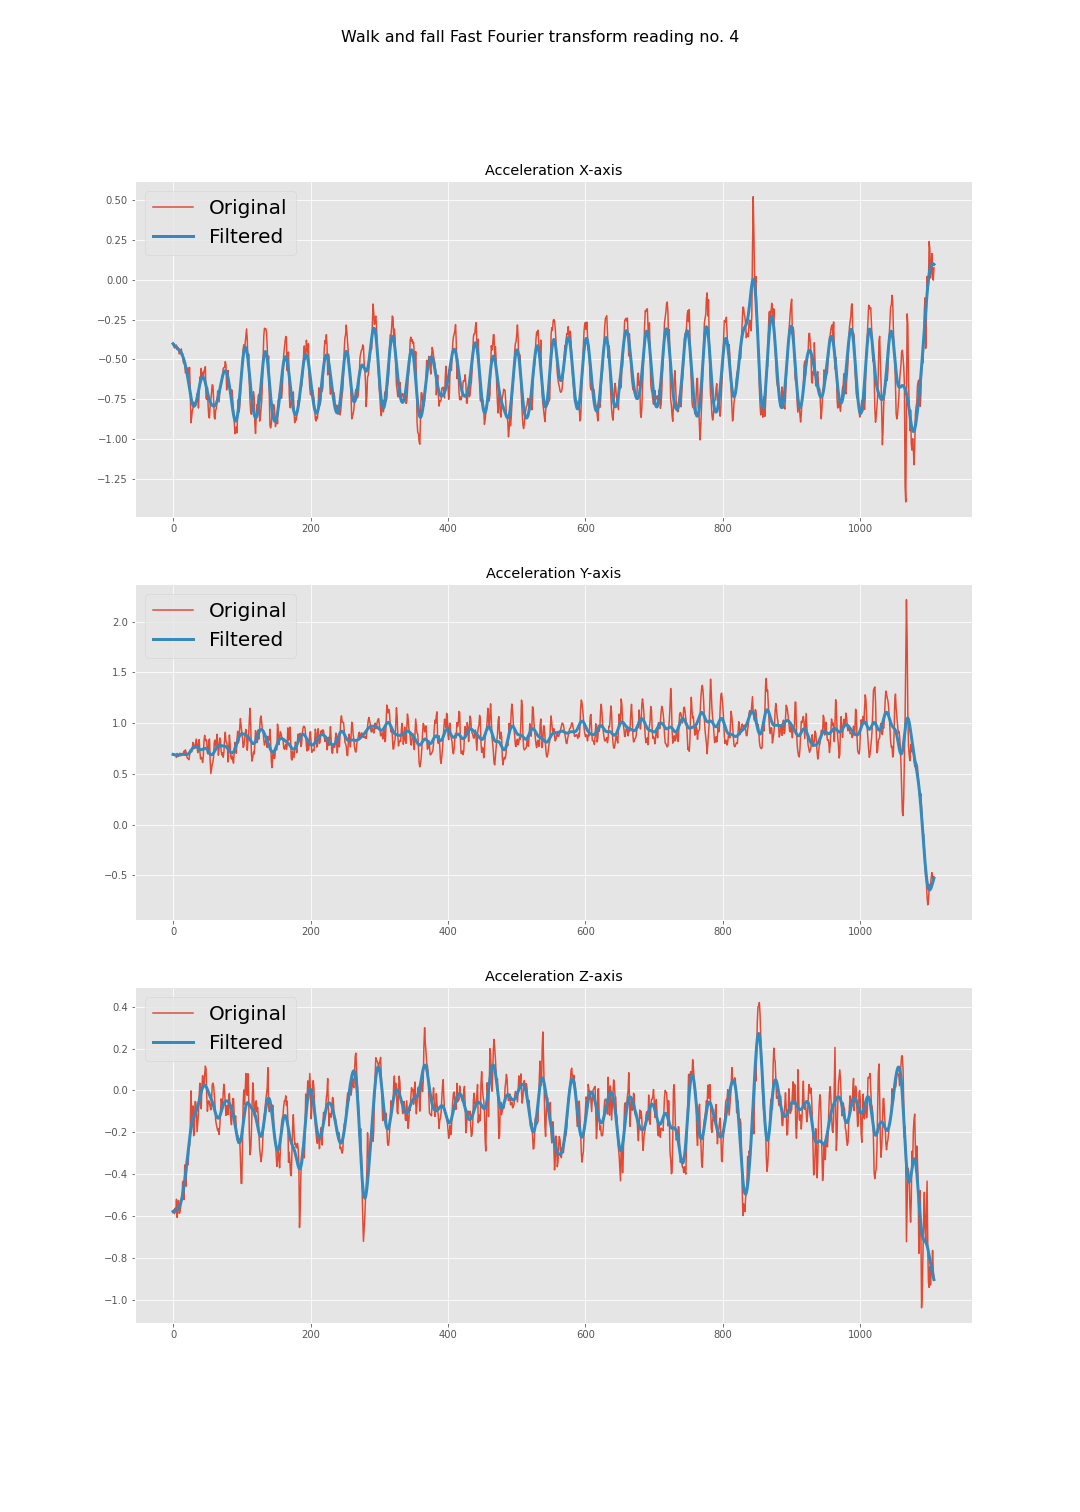 Walk and fall Fast Fourier transform reading no. 4
Acceleration X-axis
Original
Filtered
0.50
0.25
0.00
−0.25
−0.50
−0.75
−1.00
−1.25
0 200 400 600 800 1000
Acceleration Y-axis
Original
Filtered
2.0
1.5
1.0
0.5
0.0
−0.5
0 200 400 600 800 1000
Acceleration Z-axis
Original
Filtered
0.4
0.2
0.0
−0.2
−0.4
−0.6
−0.8
−1.0
0 200 400 600 800 1000